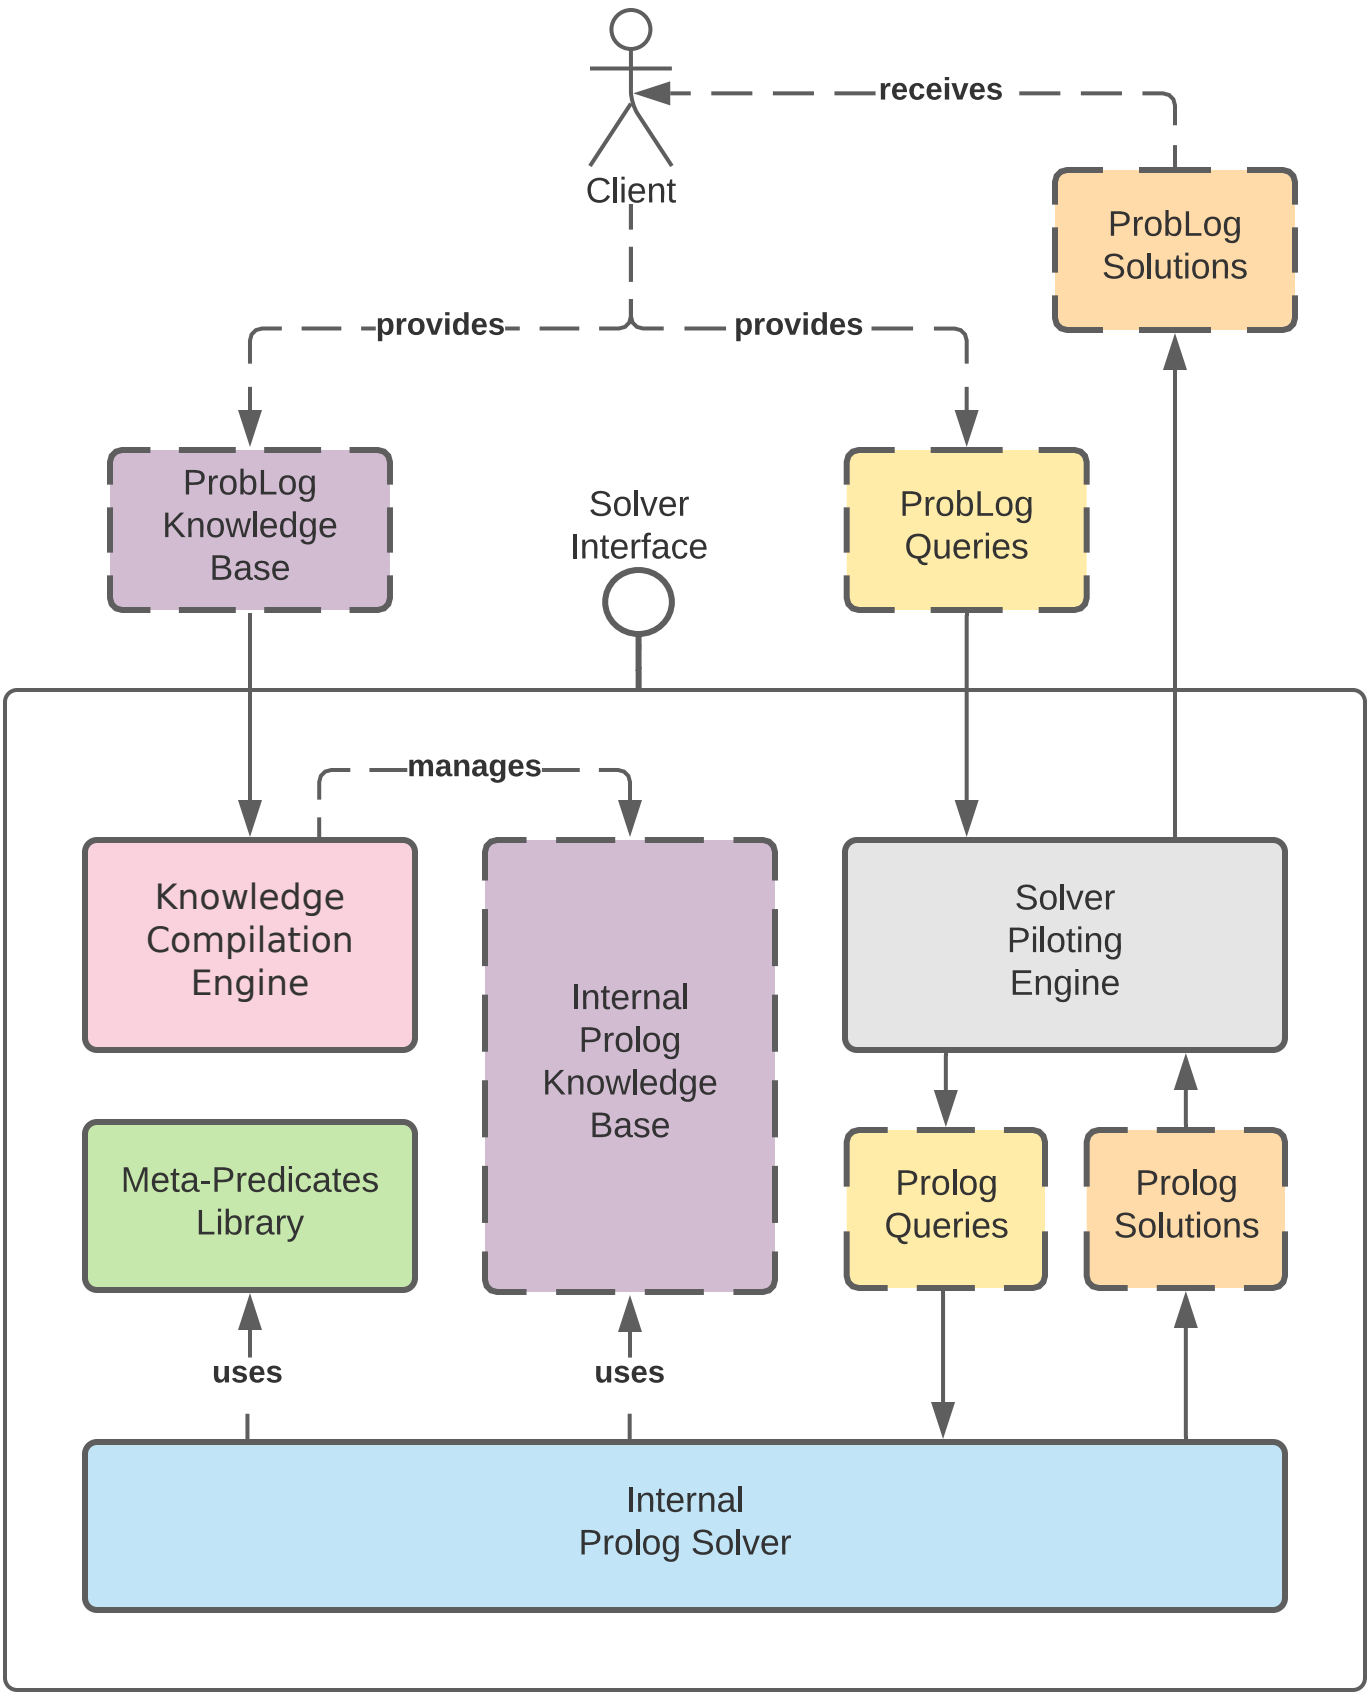 receives
Client
ProbLog
Solutions
provides
provides
ProbLog
Knowledge
Base
Solver
Interface
ProbLog
Queries
manages
Knowledge
Compilation
Engine
Internal
Prolog
Knowledge
Base
Solver
Piloting
Engine
Meta-Predicates
Library
Prolog
Queries
Prolog
Solutions
uses
uses
Internal
Prolog Solver